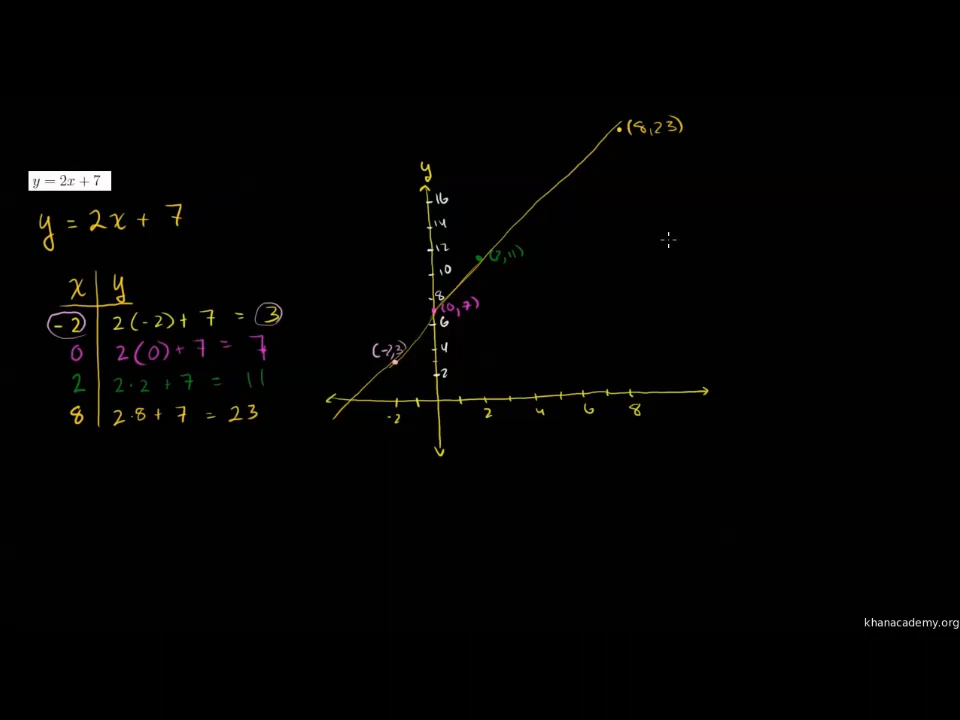 y = 2x + 7
y = 2x + 7
x y
-2 2(-2) + 7 = 3
0 2(0) + 7 = 7
2 2·2 + 7 = 11
8 2·8 + 7 = 23
(8,23)
y
16
14
12
(2,11)
10
8
(0,7)
6
(-2,3)
4
2
-2 2 4 6 8
khanacademy.org